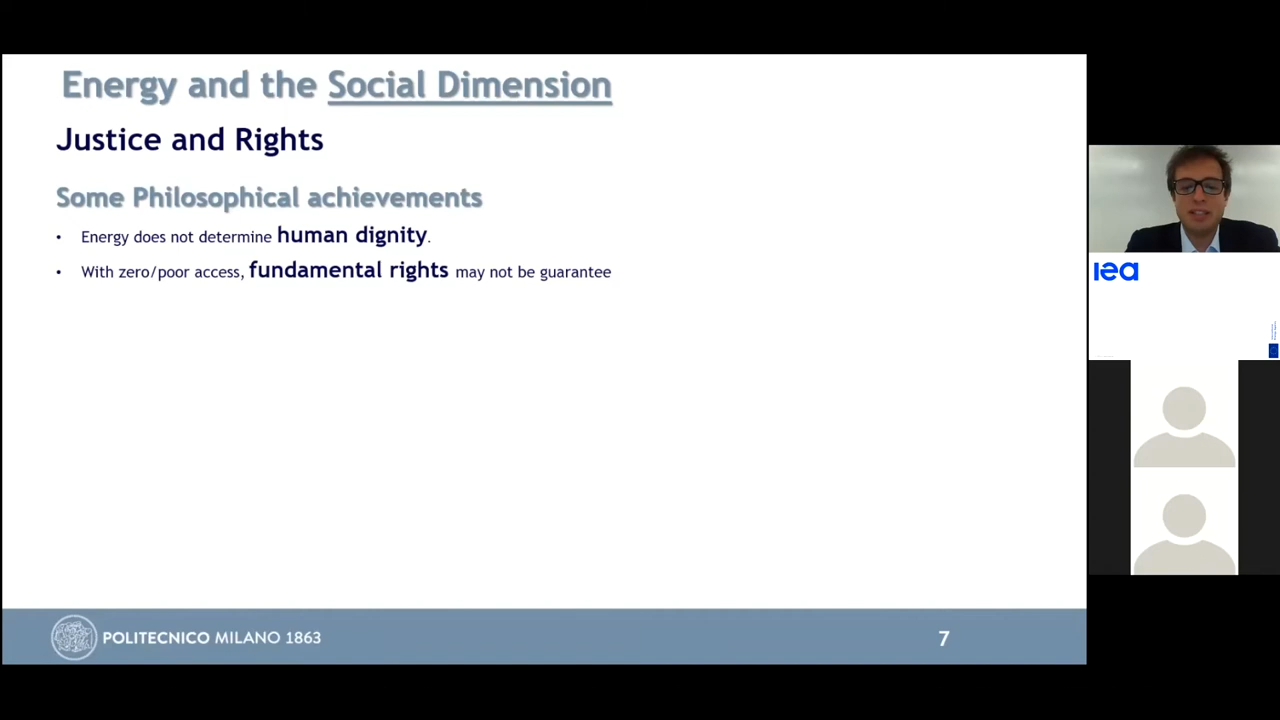 Energy and the Social Dimension
Justice and Rights
Some Philosophical achievements
• Energy does not determine human dignity.
• With zero/poor access, fundamental rights may not be guarantee
iea
POLITECNICO MILANO 1863
7